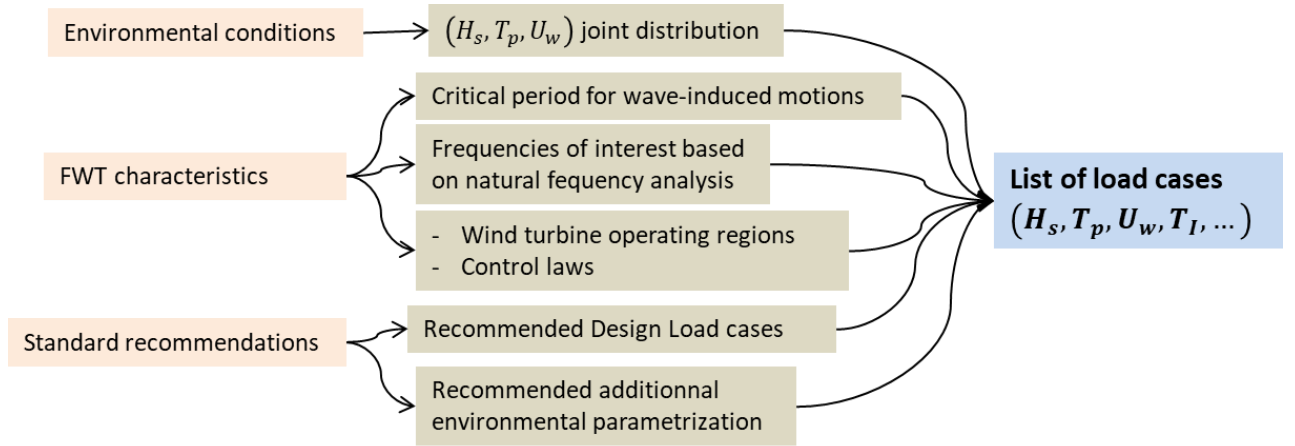 Environmental conditions
(H_s, T_p, U_w) joint distribution
Critical period for wave-induced motions
FWT characteristics
Frequencies of interest based
on natural fequency analysis
- Wind turbine operating regions
- Control laws
Standard recommendations
Recommended Design Load cases
Recommended additionnal
environmental parametrization
List of load cases
(H_s, T_p, U_w, T_I, ...)